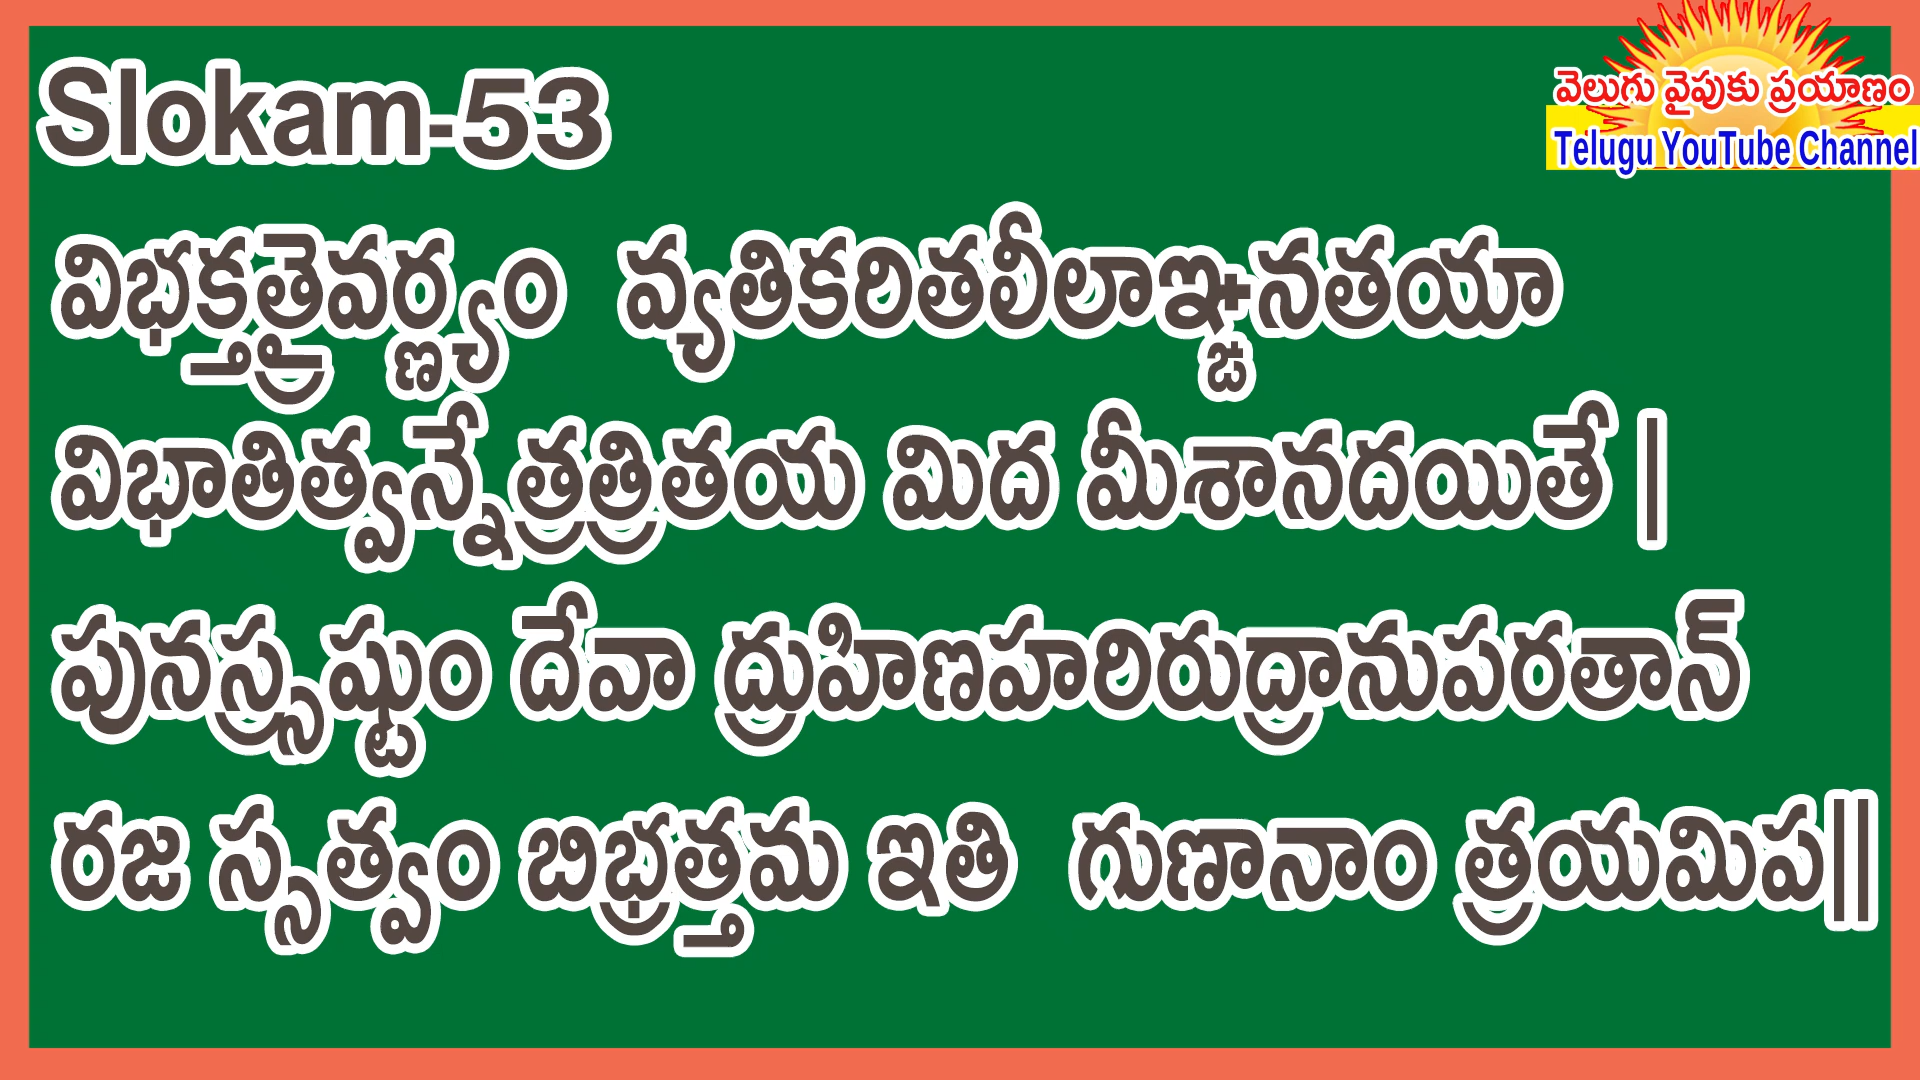 Slokam-53
వెలుగు వైపుకు ప్రయాణం
Telugu YouTube Channel
విభక్తత్రైవర్ణ్యం వ్యతికరితలీలాఞ్జనతయా
విభాతిత్వన్నేత్రత్రితయ మిద మీశానదయితే |
పునస్స్రష్టుం దేవా ద్రుహిణహరిరుద్రానుపరతాన్
రజ స్సత్వం బిభ్రత్తమ ఇతి గుణానాం త్రయమిప||